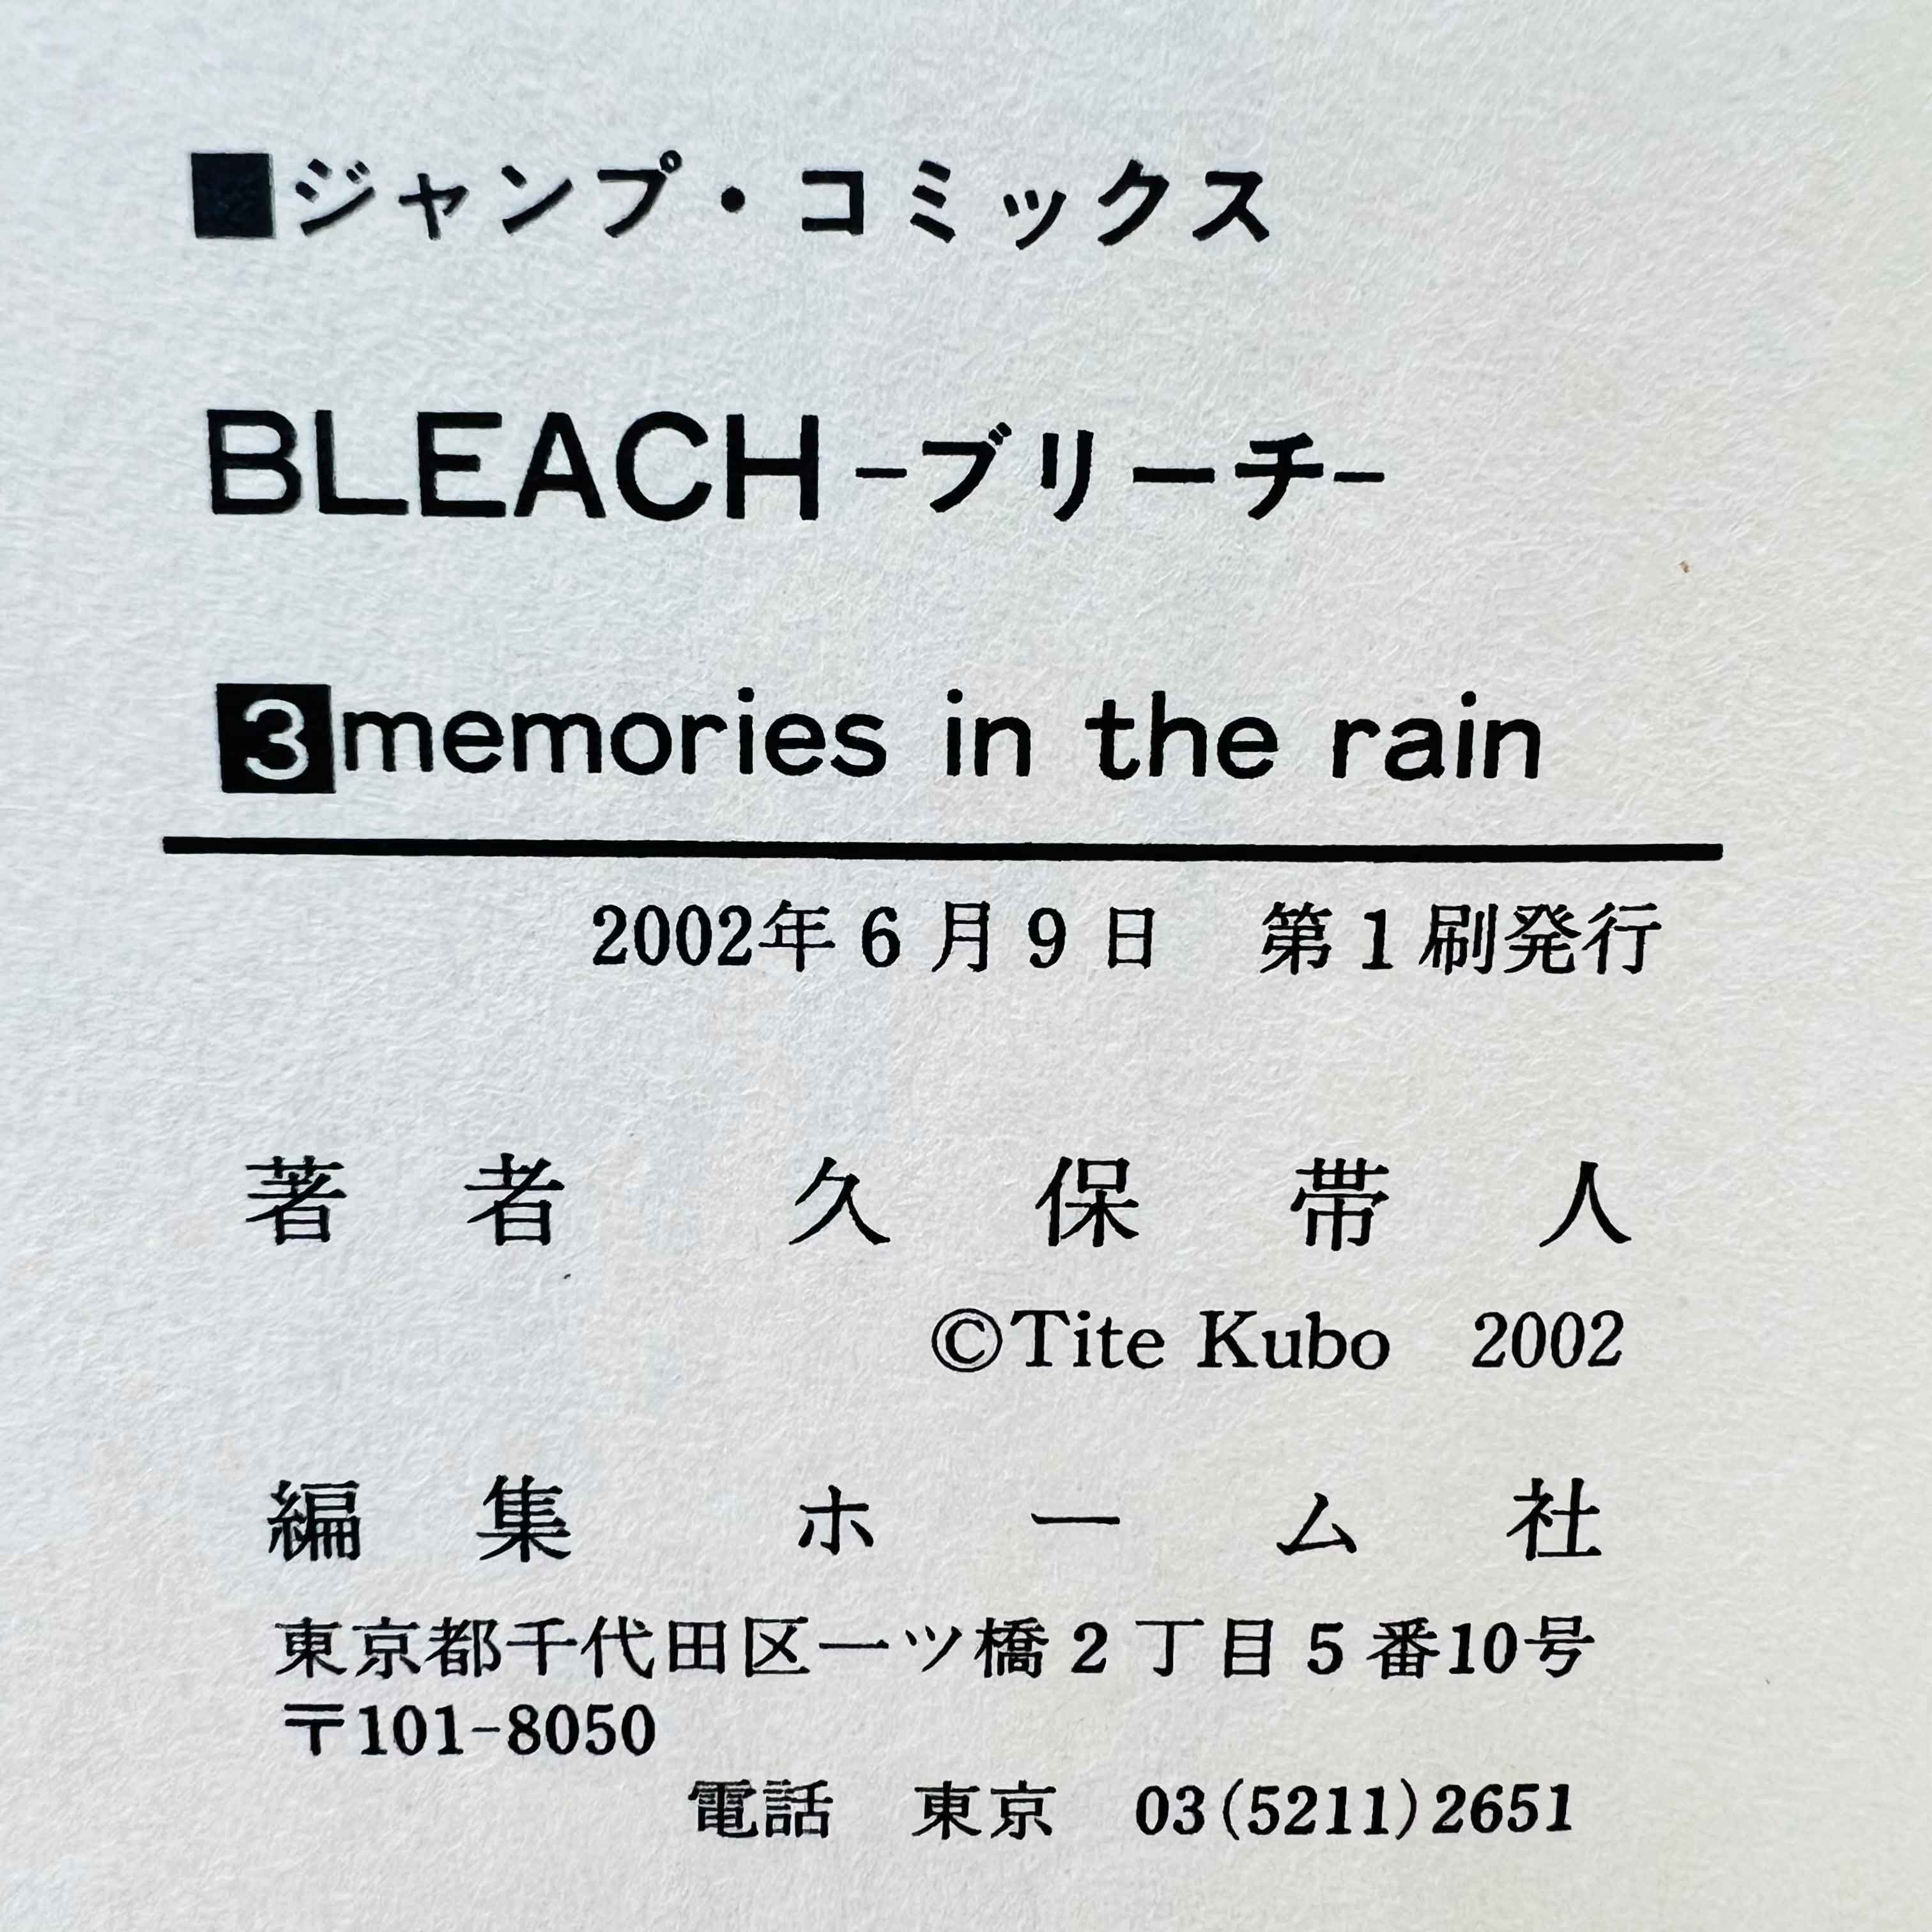 ■ジャンプ・コミックス
BLEACH-ブリーチ-
3 memories in the rain
2002年6月9日　第1刷発行
著者　久保帯人
©Tite Kubo　2002
編集　ホーム社
東京都千代田区一ツ橋2丁目5番10号
〒101-8050
電話　東京　03(5211)2651